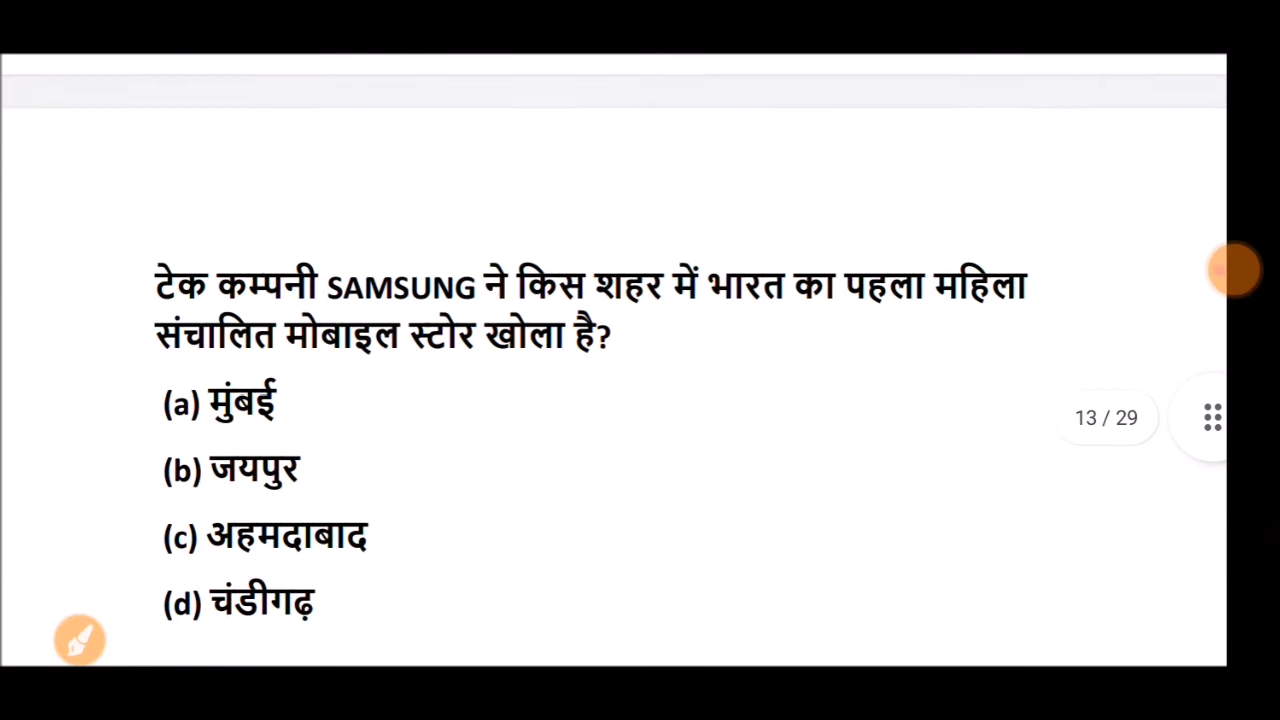 टेक कम्पनी SAMSUNG ने किस शहर में भारत का पहला महिला
संचालित मोबाइल स्टोर खोला है?
(a) मुंबई
(b) जयपुर
13 / 29
(c) अहमदाबाद
(d) चंडीगढ़